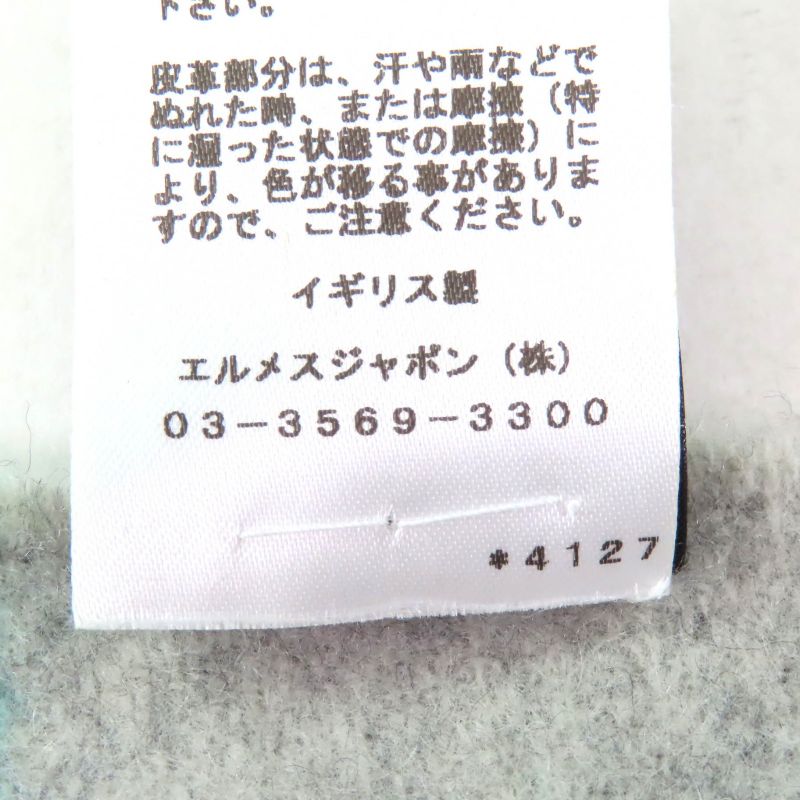 下さい。
皮革部分は、汗や雨などで
ぬれた時、または摩擦（特
に湿った状態での摩擦）に
より、色が移る事がありま
すので、ご注意ください。
イギリス製
エルメスジャポン（株）
03-3569-3300
*4127